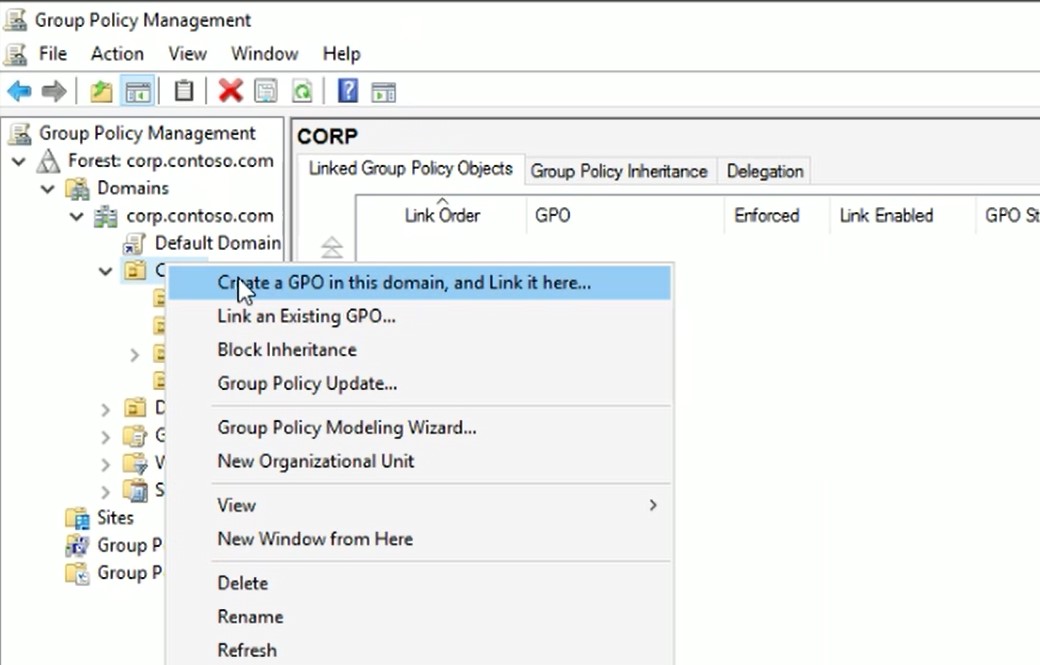 Group Policy Management
File Action View Window Help
Group Policy Management
Forest: corp.contoso.com
Domains
corp.contoso.com
Default Domain
Sites
Group P
Group P
CORP
Linked Group Policy Objects Group Policy Inheritance Delegation
Link Order GPO Enforced Link Enabled GPO St
Create a GPO in this domain, and Link it here...
Link an Existing GPO...
Block Inheritance
Group Policy Update...
Group Policy Modeling Wizard...
New Organizational Unit
View
New Window from Here
Delete
Rename
Refresh